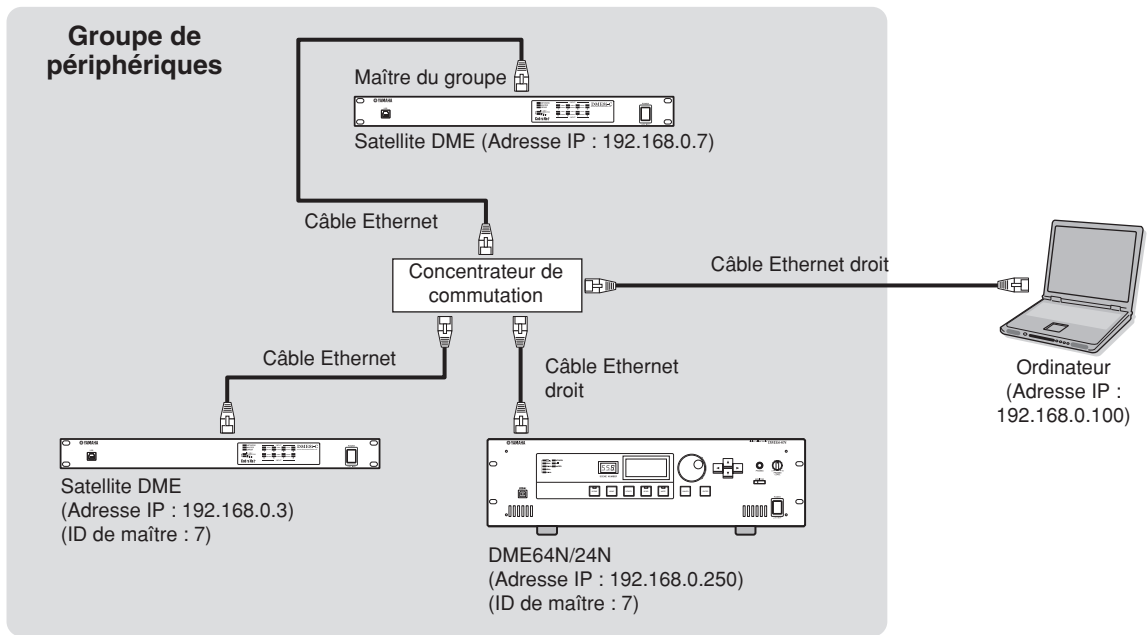 Groupe de
périphériques
Maître du groupe
YAMAHA
Satellite DME (Adresse IP : 192.168.0.7)
Câble Ethernet
Concentrateur de
commutation
Câble Ethernet droit
Ordinateur
(Adresse IP :
192.168.0.100)
Câble Ethernet
Câble Ethernet
droit
YAMAHA
Satellite DME
(Adresse IP : 192.168.0.3)
(ID de maître : 7)
YAMAHA
DME64N/24N
(Adresse IP : 192.168.0.250)
(ID de maître : 7)